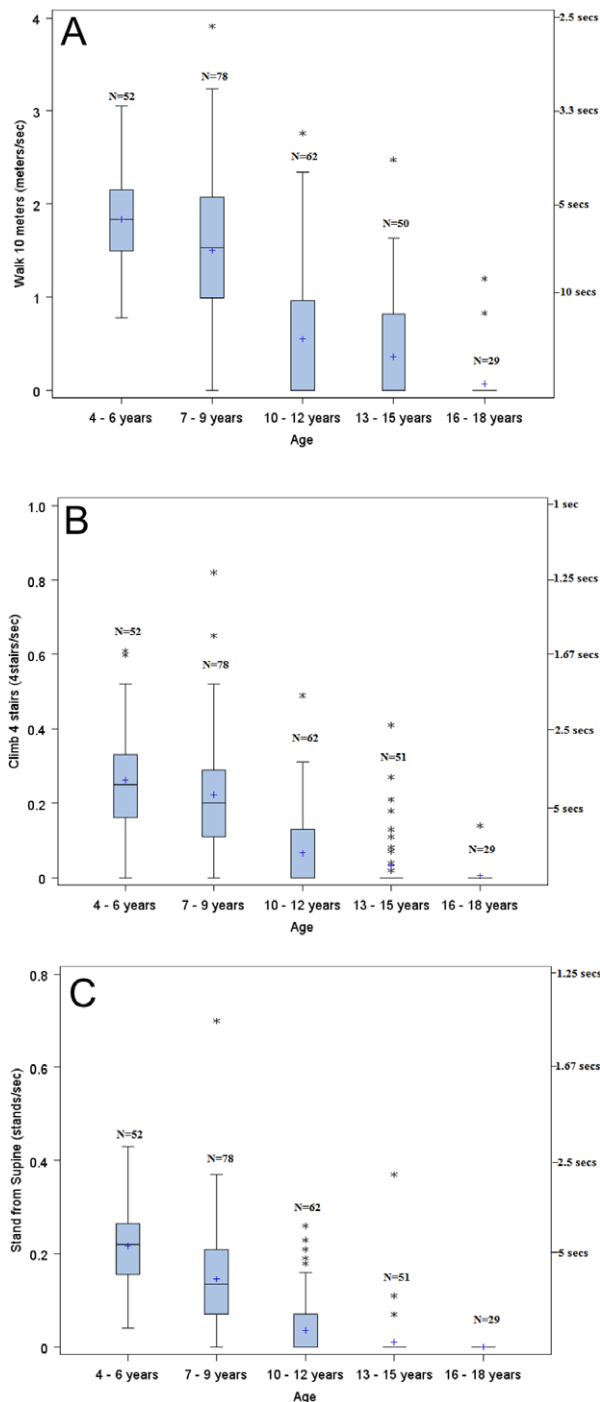 A
Walk 10 meters (meters/sec)
4
3
2
1
0
N=52
N=78
N=62
N=50
N=29
2.5 secs
3.3 secs
5 secs
10 secs
4 - 6 years
7 - 9 years
10 - 12 years
13 - 15 years
16 - 18 years
Age
B
Climb 4 stairs (4stairs/sec)
1.0
0.8
0.6
0.4
0.2
0
N=52
N=78
N=62
N=51
N=29
1 sec
1.25 secs
1.67 secs
2.5 secs
5 secs
4 - 6 years
7 - 9 years
10 - 12 years
13 - 15 years
16 - 18 years
Age
C
Stand from Supine (stands/sec)
0.8
0.6
0.4
0.2
0
N=52
N=78
N=62
N=51
N=29
1.25 secs
1.67 secs
2.5 secs
5 secs
4 - 6 years
7 - 9 years
10 - 12 years
13 - 15 years
16 - 18 years
Age